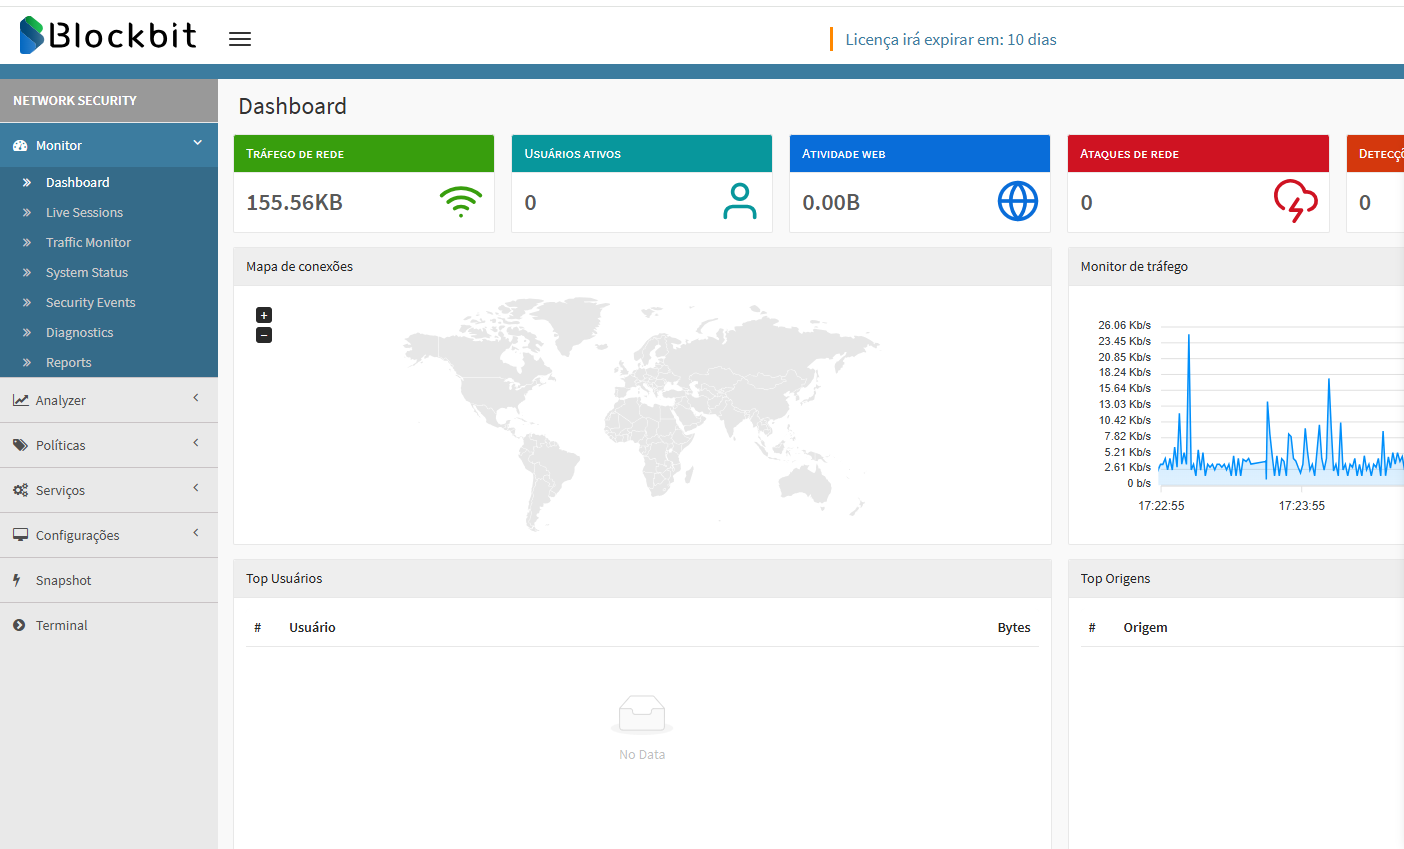 Blockbit
Licença irá expirar em: 10 dias
NETWORK SECURITY
Monitor
Dashboard
Live Sessions
Traffic Monitor
System Status
Security Events
Diagnostics
Reports
Analyzer
Políticas
Serviços
Configurações
Snapshot
Terminal
Dashboard
Tráfego de rede
155.56KB
Usuários ativos
0
Atividade web
0.00B
Ataques de rede
0
Detecç
0
Mapa de conexões
+
−
Monitor de tráfego
26.06 Kb/s
23.45 Kb/s
20.85 Kb/s
18.24 Kb/s
15.64 Kb/s
13.03 Kb/s
10.42 Kb/s
7.82 Kb/s
5.21 Kb/s
2.61 Kb/s
0 b/s
17:22:55 17:23:55
Top Usuários
# Usuário Bytes
No Data
Top Origens
# Origem